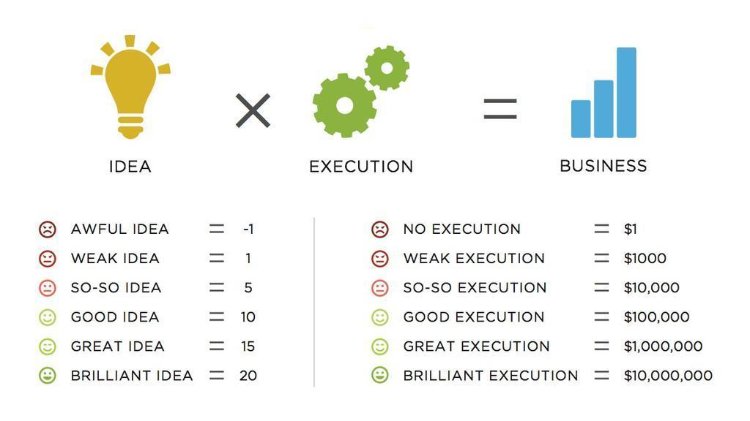 IDEA × EXECUTION = BUSINESS
AWFUL IDEA = -1
WEAK IDEA = 1
SO-SO IDEA = 5
GOOD IDEA = 10
GREAT IDEA = 15
BRILLIANT IDEA = 20
NO EXECUTION = $1
WEAK EXECUTION = $1000
SO-SO EXECUTION = $10,000
GOOD EXECUTION = $100,000
GREAT EXECUTION = $1,000,000
BRILLIANT EXECUTION = $10,000,000